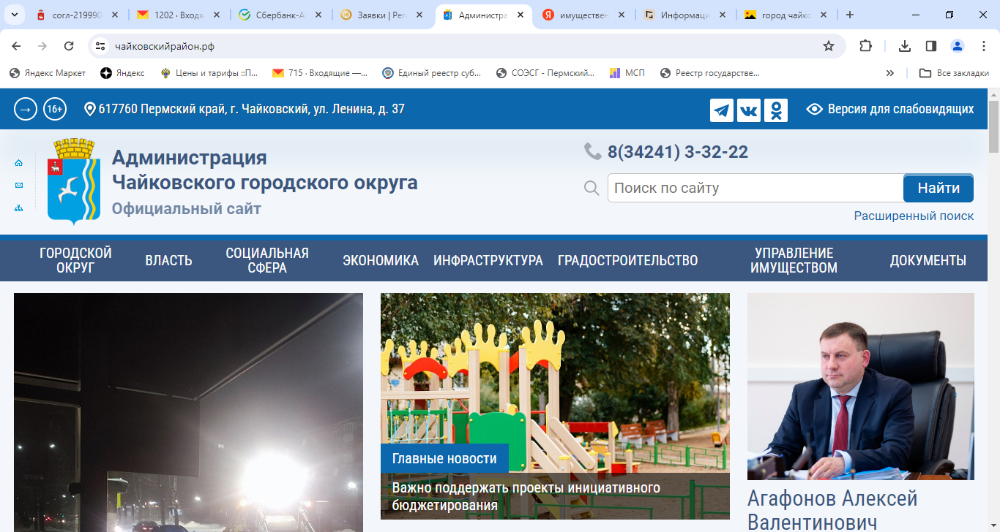 согл-219990
1202 · Входя
Сбербанк-А
Заявки | Рег
Администра
имуществен
Информаци
город чайко
чайковскийрайон.рф
Яндекс Маркет
Яндекс
Цены и тарифы ::П...
715 · Входящие —...
Единый реестр суб...
СОЭСГ - Пермский...
МСП
Реестр государстве...
Все закладки
16+
617760 Пермский край, г. Чайковский, ул. Ленина, д. 37
Версия для слабовидящих
Администрация
Чайковского городского округа
Официальный сайт
8(34241) 3-32-22
Поиск по сайту
Найти
Расширенный поиск
ГОРОДСКОЙ
ОКРУГ
ВЛАСТЬ
СОЦИАЛЬНАЯ
СФЕРА
ЭКОНОМИКА
ИНФРАСТРУКТУРА
ГРАДОСТРОИТЕЛЬСТВО
УПРАВЛЕНИЕ
ИМУЩЕСТВОМ
ДОКУМЕНТЫ
Главные новости
Важно поддержать проекты инициативного
бюджетирования
Агафонов Алексей
Валентинович